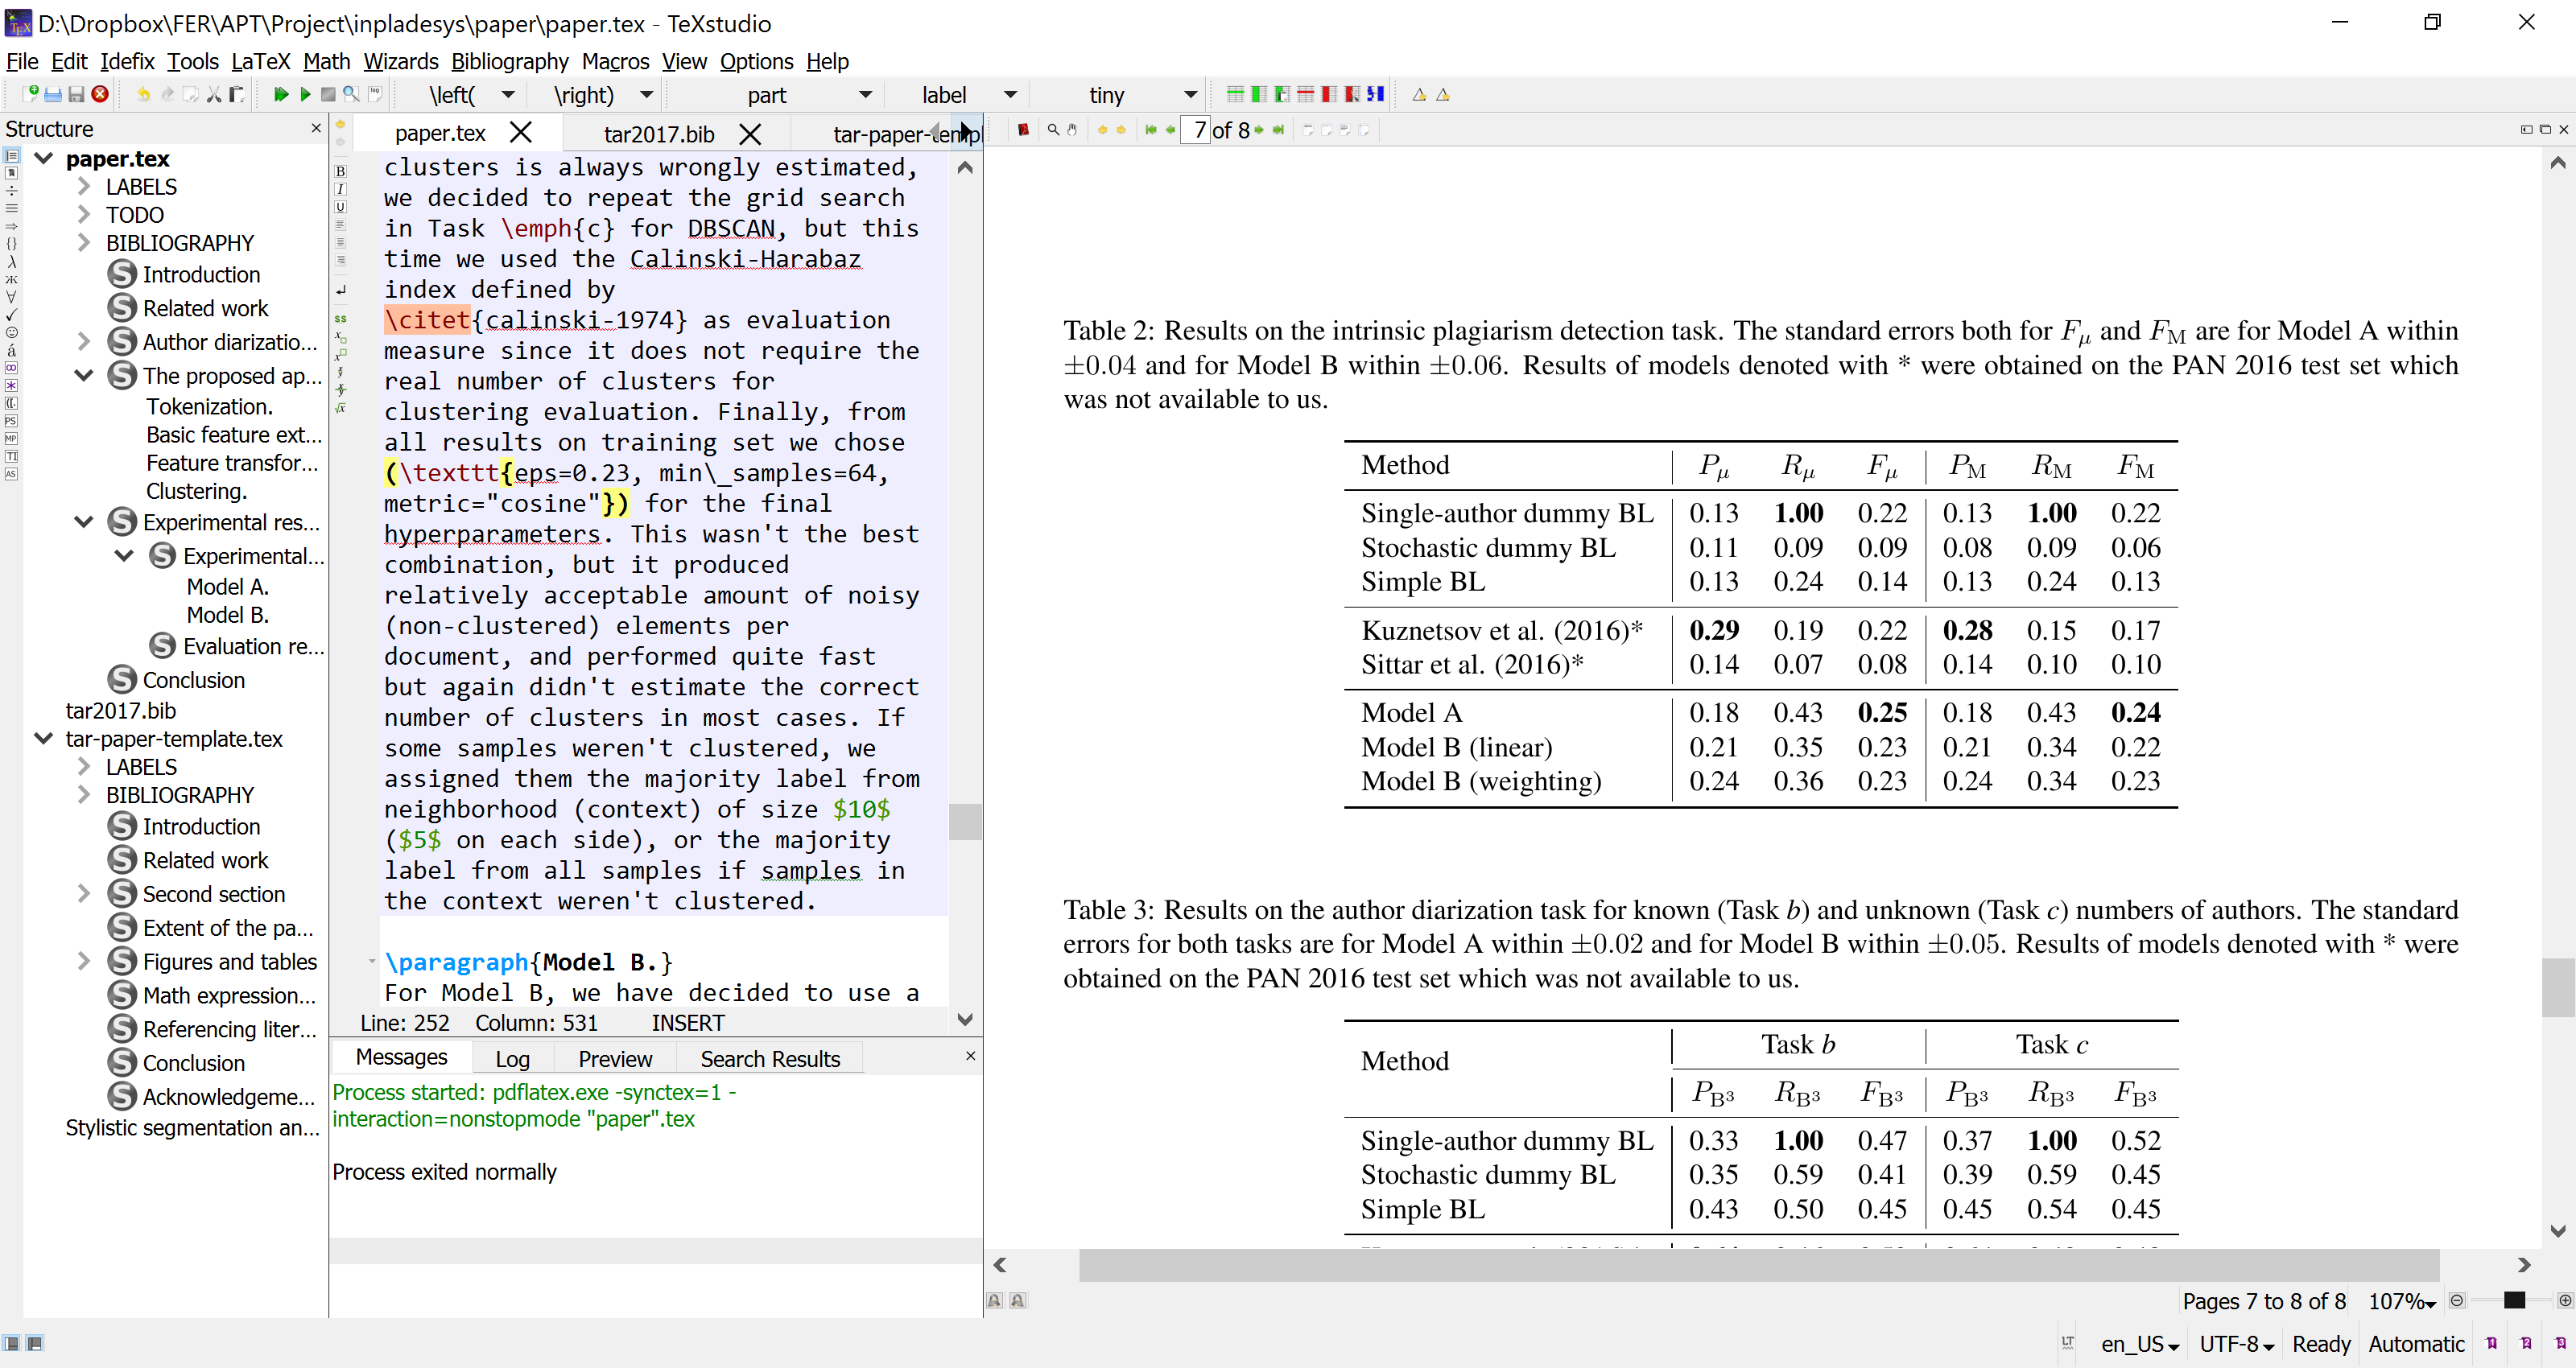 D:\Dropbox\FER\APT\Project\inpladesys\paper\paper.tex - TeXstudio
File Edit Idefix Tools LaTeX Math Wizards Bibliography Macros View Options Help
\left( \right) part label tiny
Structure
paper.tex
LABELS
TODO
BIBLIOGRAPHY
Introduction
Related work
Author diarizatio...
The proposed ap...
Tokenization.
Basic feature ext...
Feature transfor...
Clustering.
Experimental res...
Experimental...
Model A.
Model B.
Evaluation re...
Conclusion
tar2017.bib
tar-paper-template.tex
LABELS
BIBLIOGRAPHY
Introduction
Related work
Second section
Extent of the pa...
Figures and tables
Math expression...
Referencing liter...
Conclusion
Acknowledgeme...
Stylistic segmentation an...
paper.tex tar2017.bib tar-paper-templ
clusters is always wrongly estimated,
we decided to repeat the grid search
in Task \emph{c} for DBSCAN, but this
time we used the Calinski-Harabaz
index defined by
\citet{calinski-1974} as evaluation
measure since it does not require the
real number of clusters for
clustering evaluation. Finally, from
all results on training set we chose
(\texttt{eps=0.23, min\_samples=64,
metric="cosine"}) for the final
hyperparameters. This wasn't the best
combination, but it produced
relatively acceptable amount of noisy
(non-clustered) elements per
document, and performed quite fast
but again didn't estimate the correct
number of clusters in most cases. If
some samples weren't clustered, we
assigned them the majority label from
neighborhood (context) of size $10$
($5$ on each side), or the majority
label from all samples if samples in
the context weren't clustered.
\paragraph{Model B.}
For Model B, we have decided to use a
Line: 252 Column: 531 INSERT
Messages Log Preview Search Results
Process started: pdflatex.exe -synctex=1 -
interaction=nonstopmode "paper".tex
Process exited normally
7 of 8
Table 2: Results on the intrinsic plagiarism detection task. The standard errors both for Fμ and FM are for Model A within
±0.04 and for Model B within ±0.06. Results of models denoted with * were obtained on the PAN 2016 test set which
was not available to us.
Method Pμ Rμ Fμ PM RM FM
Single-author dummy BL 0.13 1.00 0.22 0.13 1.00 0.22
Stochastic dummy BL 0.11 0.09 0.09 0.08 0.09 0.06
Simple BL 0.13 0.24 0.14 0.13 0.24 0.13
Kuznetsov et al. (2016)* 0.29 0.19 0.22 0.28 0.15 0.17
Sittar et al. (2016)* 0.14 0.07 0.08 0.14 0.10 0.10
Model A 0.18 0.43 0.25 0.18 0.43 0.24
Model B (linear) 0.21 0.35 0.23 0.21 0.34 0.22
Model B (weighting) 0.24 0.36 0.23 0.24 0.34 0.23
Table 3: Results on the author diarization task for known (Task b) and unknown (Task c) numbers of authors. The standard
errors for both tasks are for Model A within ±0.02 and for Model B within ±0.05. Results of models denoted with * were
obtained on the PAN 2016 test set which was not available to us.
Method Task b Task c
PB³ RB³ FB³ PB³ RB³ FB³
Single-author dummy BL 0.33 1.00 0.47 0.37 1.00 0.52
Stochastic dummy BL 0.35 0.59 0.41 0.39 0.59 0.45
Simple BL 0.43 0.50 0.45 0.45 0.54 0.45
Pages 7 to 8 of 8 107%
en_US UTF-8 Ready Automatic